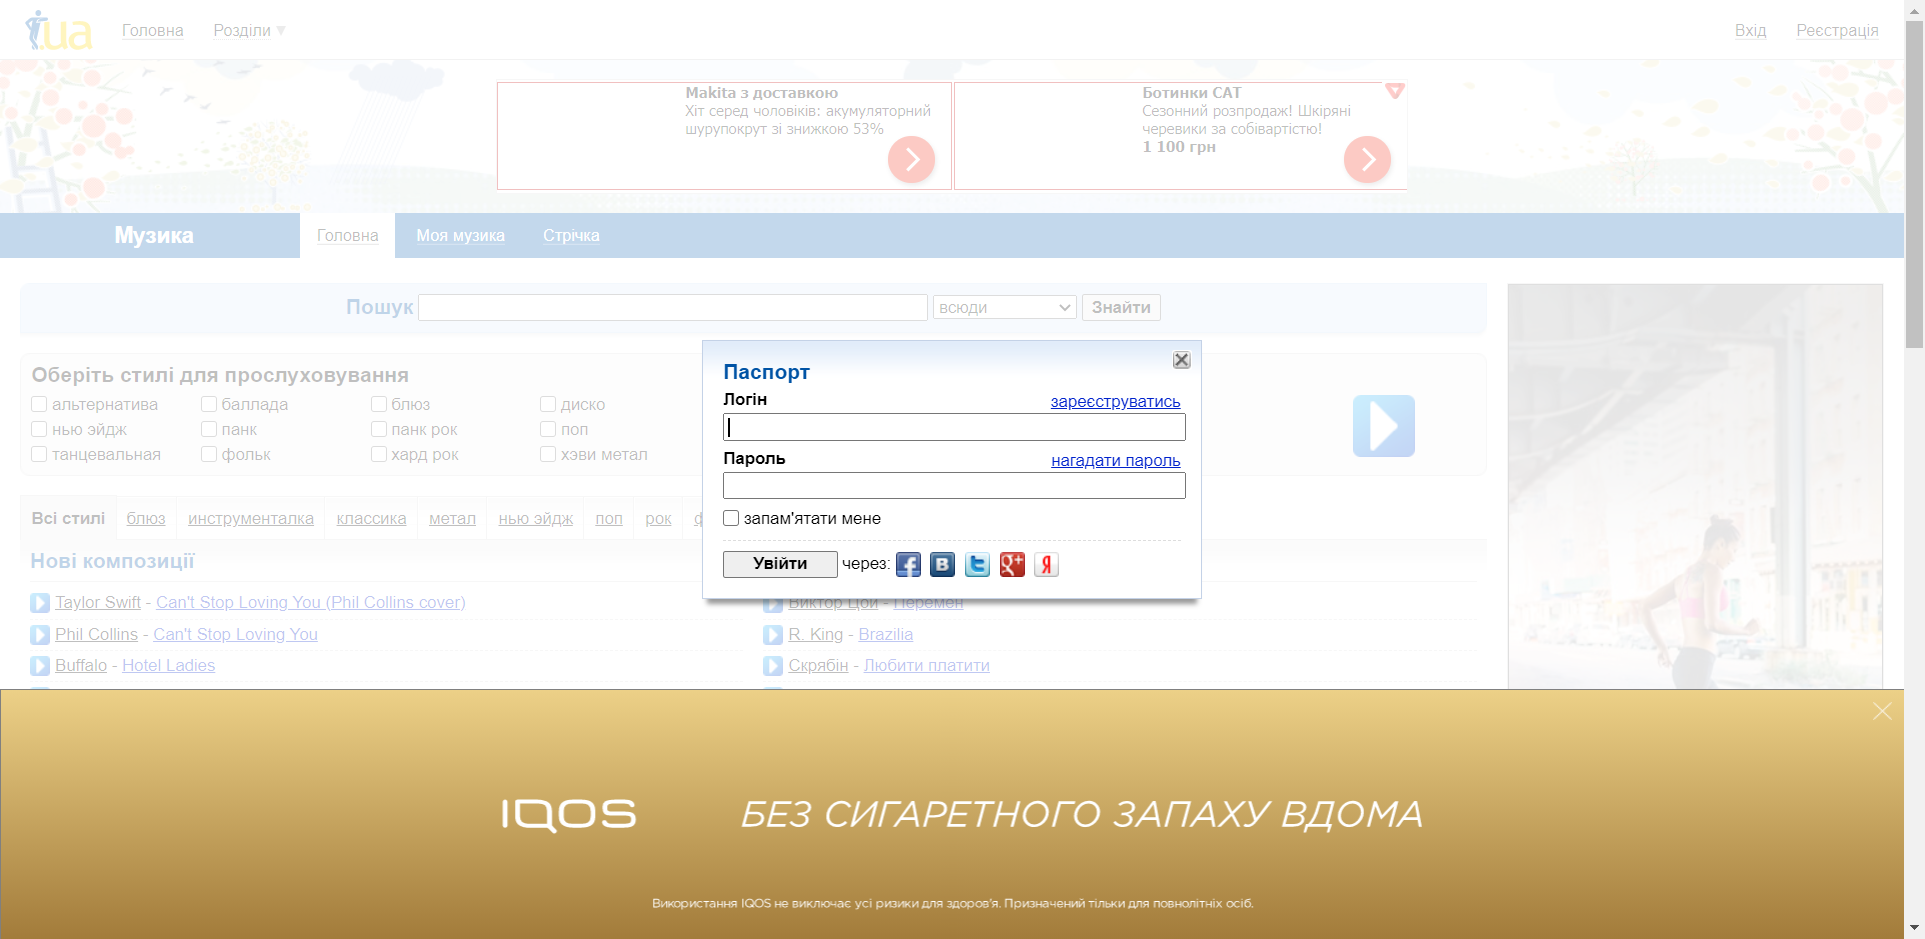 .ua
Головна
Розділи ▼
Вхід
Реєстрація
Makita з доставкою
Хіт серед чоловіків: акумуляторний
шурупокрут зі знижкою 53%
Ботинки CAT
Сезонний розпродаж! Шкіряні
черевики за собівартістю!
1 100 грн
Музика
Головна
Моя музика
Стрічка
Пошук
всюди
Знайти
Оберіть стилі для прослуховування
альтернатива
баллада
блюз
диско
нью эйдж
панк
панк рок
поп
танцевальная
фольк
хард рок
хэви метал
Паспорт
Логін
зареєструватись
Пароль
нагадати пароль
запам'ятати мене
Увійти
через:
Всі стилі
блюз
инструменталка
классика
метал
нью эйдж
поп
рок
Нові композиції
Taylor Swift - Can't Stop Loving You (Phil Collins cover)
Виктор Цой - Перемен
Phil Collins - Can't Stop Loving You
R. King - Brazilia
Buffalo - Hotel Ladies
Скрябін - Любити платити
IQOS
БЕЗ СИГАРЕТНОГО ЗАПАХУ ВДОМА
Використання IQOS не виключає усі ризики для здоров'я. Призначений тільки для повнолітніх осіб.